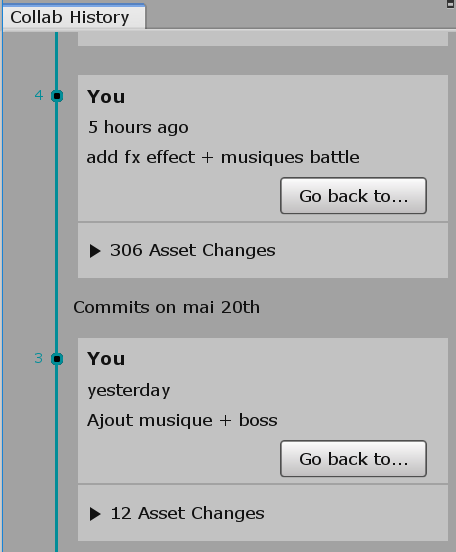 Collab History
4
You
5 hours ago
add fx effect + musiques battle
Go back to...
306 Asset Changes
Commits on mai 20th
3
You
yesterday
Ajout musique + boss
Go back to...
12 Asset Changes